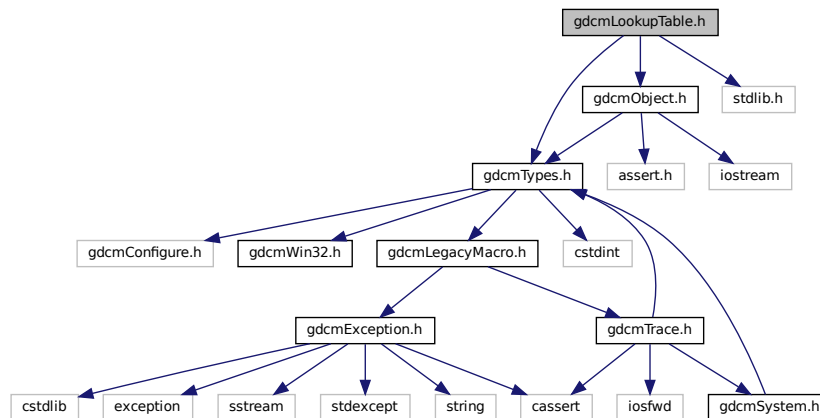 gdcmLookupTable.h
gdcmObject.h
stdlib.h
gdcmTypes.h
assert.h
iostream
gdcmConfigure.h
gdcmWin32.h
gdcmLegacyMacro.h
cstdint
gdcmException.h
gdcmTrace.h
cstdlib
exception
sstream
stdexcept
string
cassert
iosfwd
gdcmSystem.h